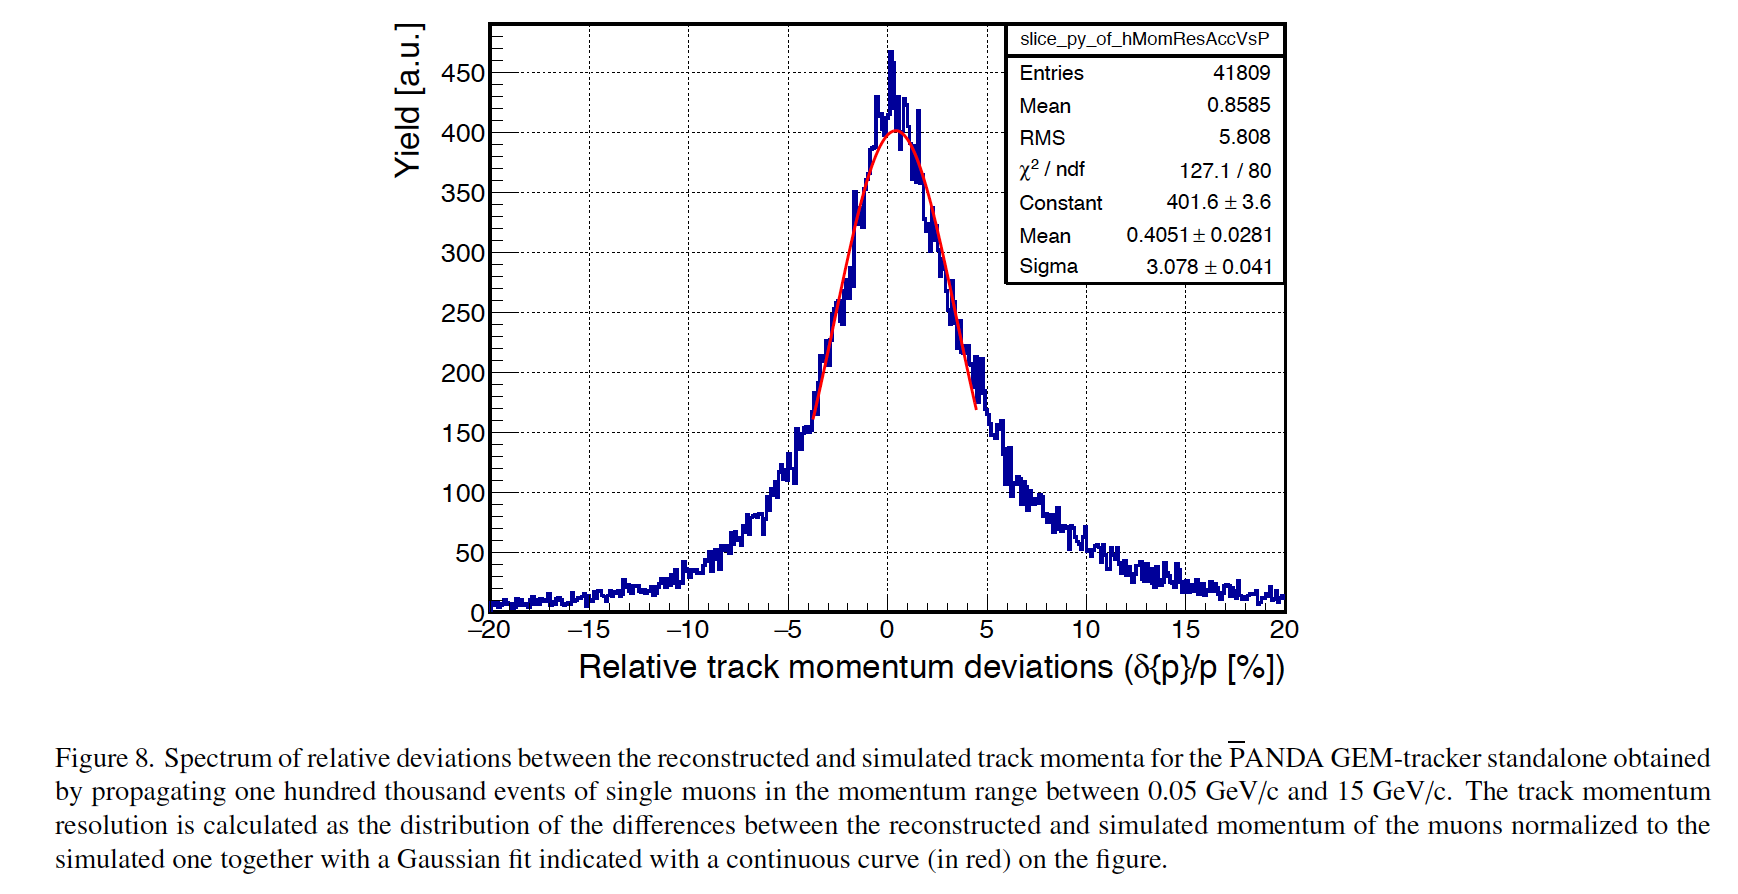 Yield [a.u.]
450
400
350
300
250
200
150
100
50
0
−20 −15 −10 −5 0 5 10 15 20
Relative track momentum deviations (δ{p}/p [%])
slice_py_of_hMomResAccVsP
Entries 41809
Mean 0.8585
RMS 5.808
χ² / ndf 127.1 / 80
Constant 401.6 ± 3.6
Mean 0.4051 ± 0.0281
Sigma 3.078 ± 0.041
Figure 8. Spectrum of relative deviations between the reconstructed and simulated track momenta for the P̅ANDA GEM-tracker standalone obtained
by propagating one hundred thousand events of single muons in the momentum range between 0.05 GeV/c and 15 GeV/c. The track momentum
resolution is calculated as the distribution of the differences between the reconstructed and simulated momentum of the muons normalized to the
simulated one together with a Gaussian fit indicated with a continuous curve (in red) on the figure.